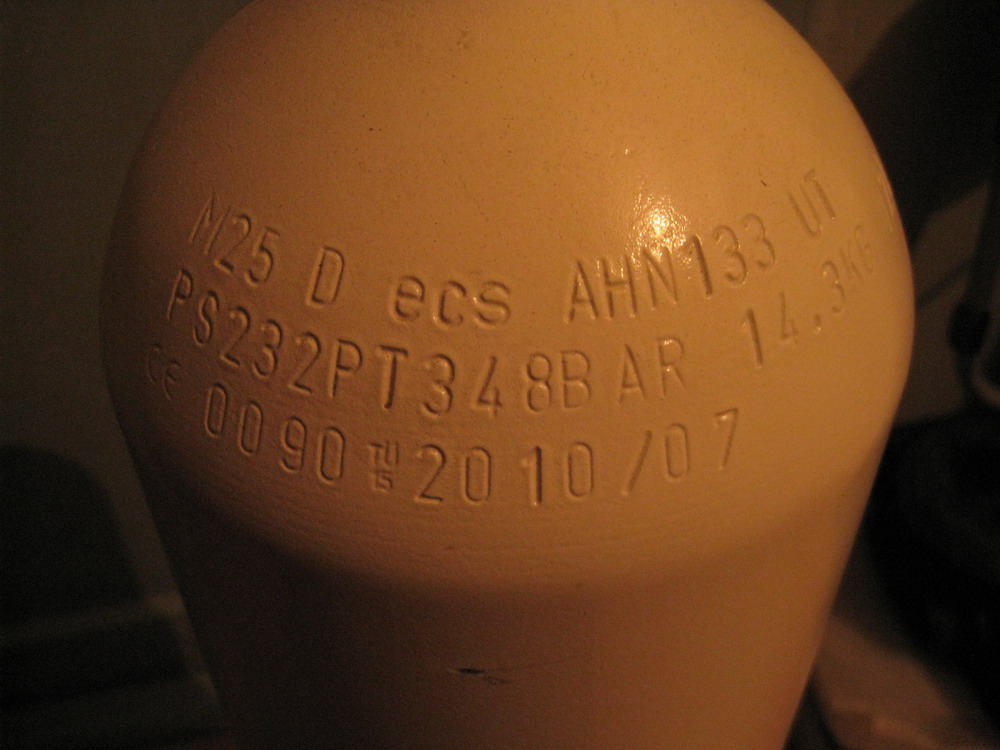 M25 D ecs AHN133 UT
PS232PT348BAR 14.3KG
CE 0090 2010/07